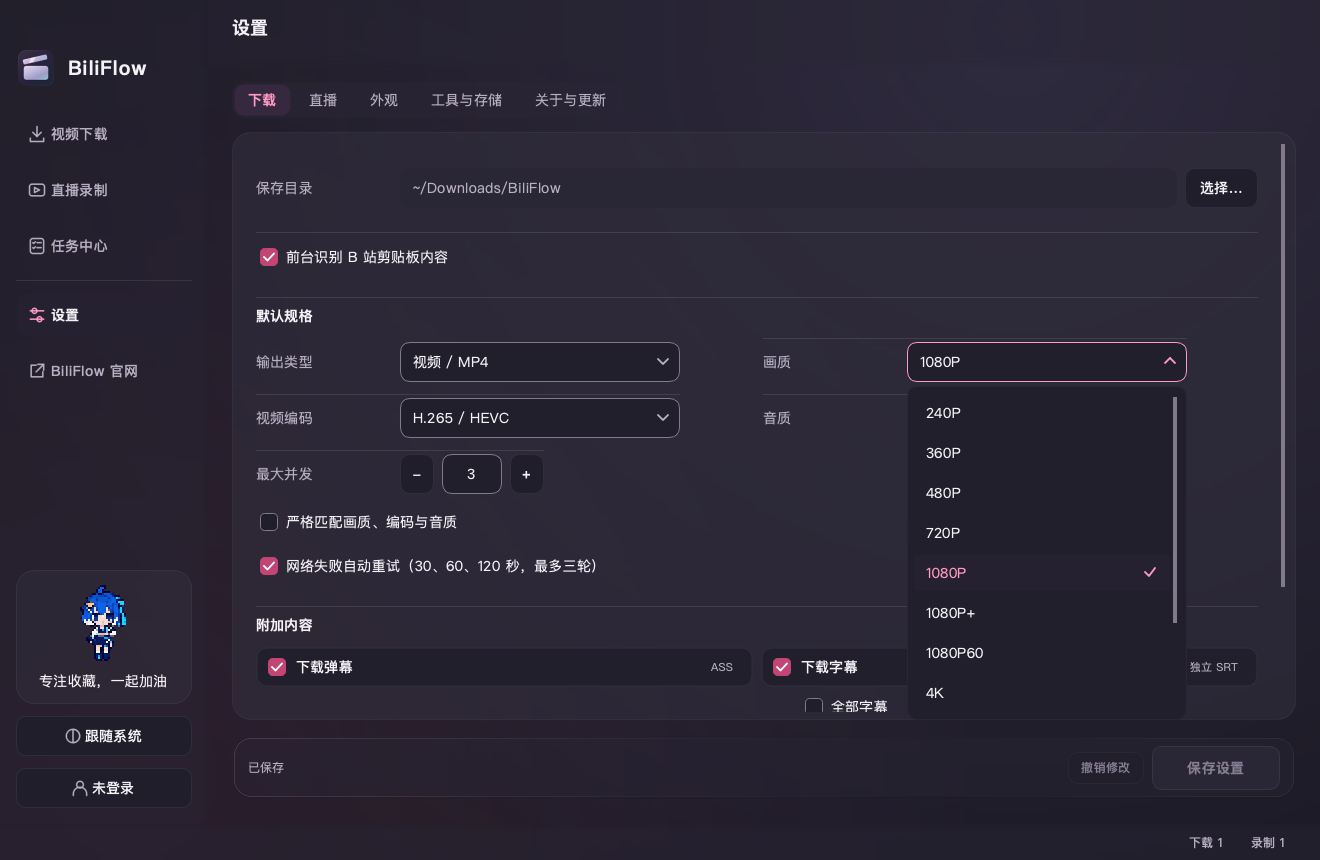 设置
BiliFlow
视频下载
直播录制
任务中心
设置
BiliFlow 官网
专注收藏，一起加油
跟随系统
未登录
下载 直播 外观 工具与存储 关于与更新
保存目录 ~/Downloads/BiliFlow 选择...
前台识别 B 站剪贴板内容
默认规格
输出类型 视频 / MP4 画质 1080P
视频编码 H.265 / HEVC 音质
最大并发 − 3 +
严格匹配画质、编码与音质
网络失败自动重试（30、60、120 秒，最多三轮）
240P
360P
480P
720P
1080P
1080P+
1080P60
4K
附加内容
下载弹幕 ASS 下载字幕 独立 SRT
全部字幕
已保存 撤销修改 保存设置
下载 1 录制 1